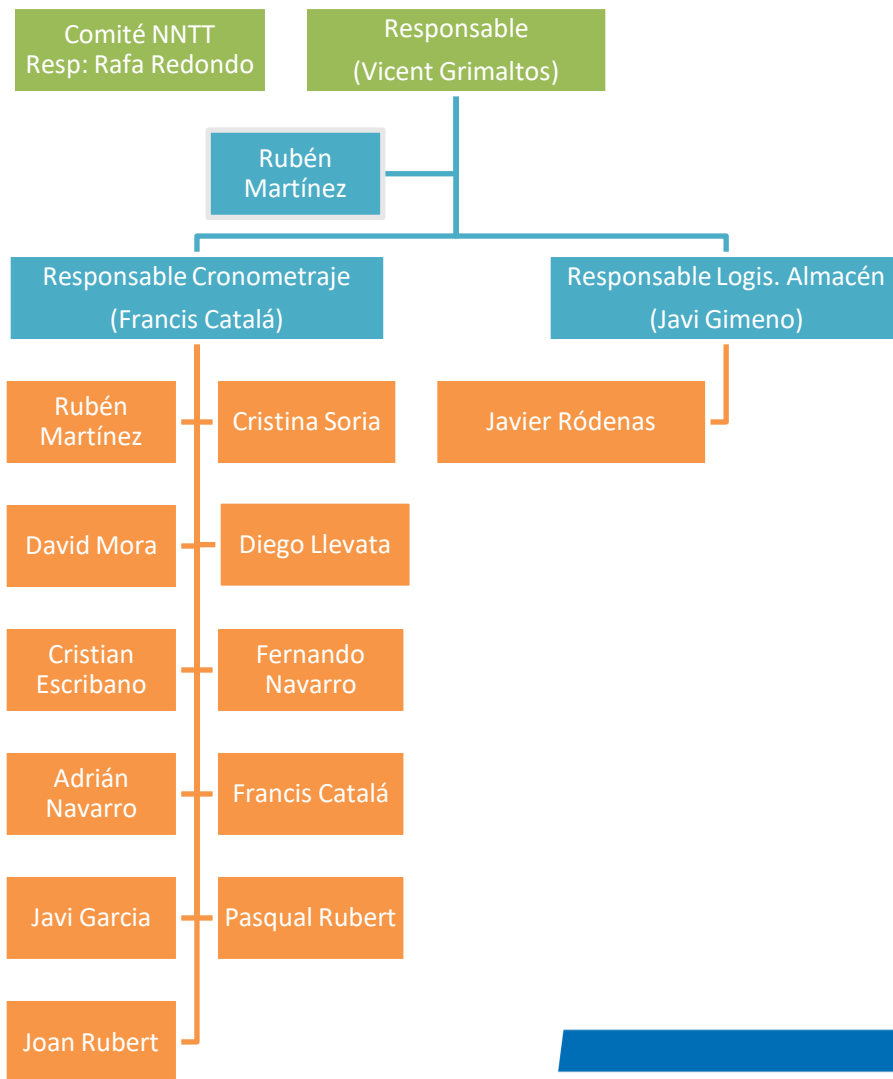 Comité NNTT
Resp: Rafa Redondo
Responsable
(Vicent Grimaltos)
Rubén
Martínez
Responsable Cronometraje
(Francis Catalá)
Responsable Logis. Almacén
(Javi Gimeno)
Rubén
Martínez
Cristina Soria
Javier Ródenas
David Mora
Diego Llevata
Cristian
Escribano
Fernando
Navarro
Adrián
Navarro
Francis Catalá
Javi Garcia
Pasqual Rubert
Joan Rubert